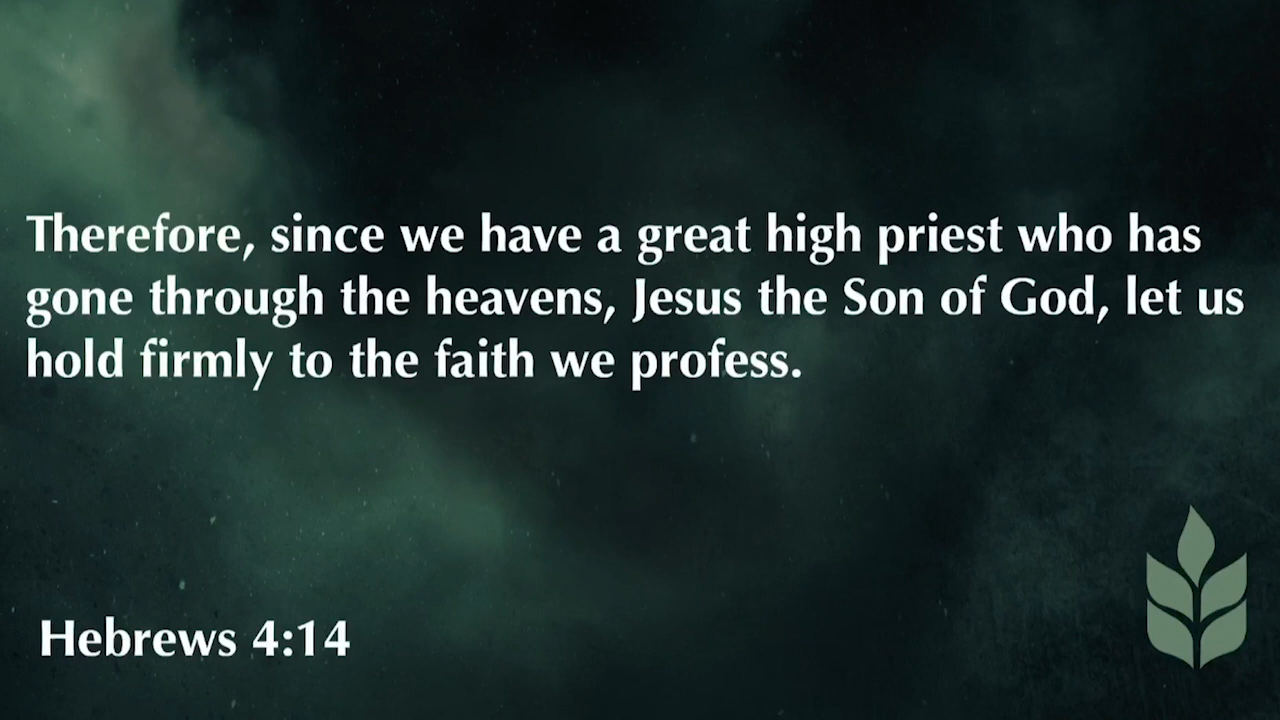 Therefore, since we have a great high priest who has
gone through the heavens, Jesus the Son of God, let us
hold firmly to the faith we profess.
Hebrews 4:14